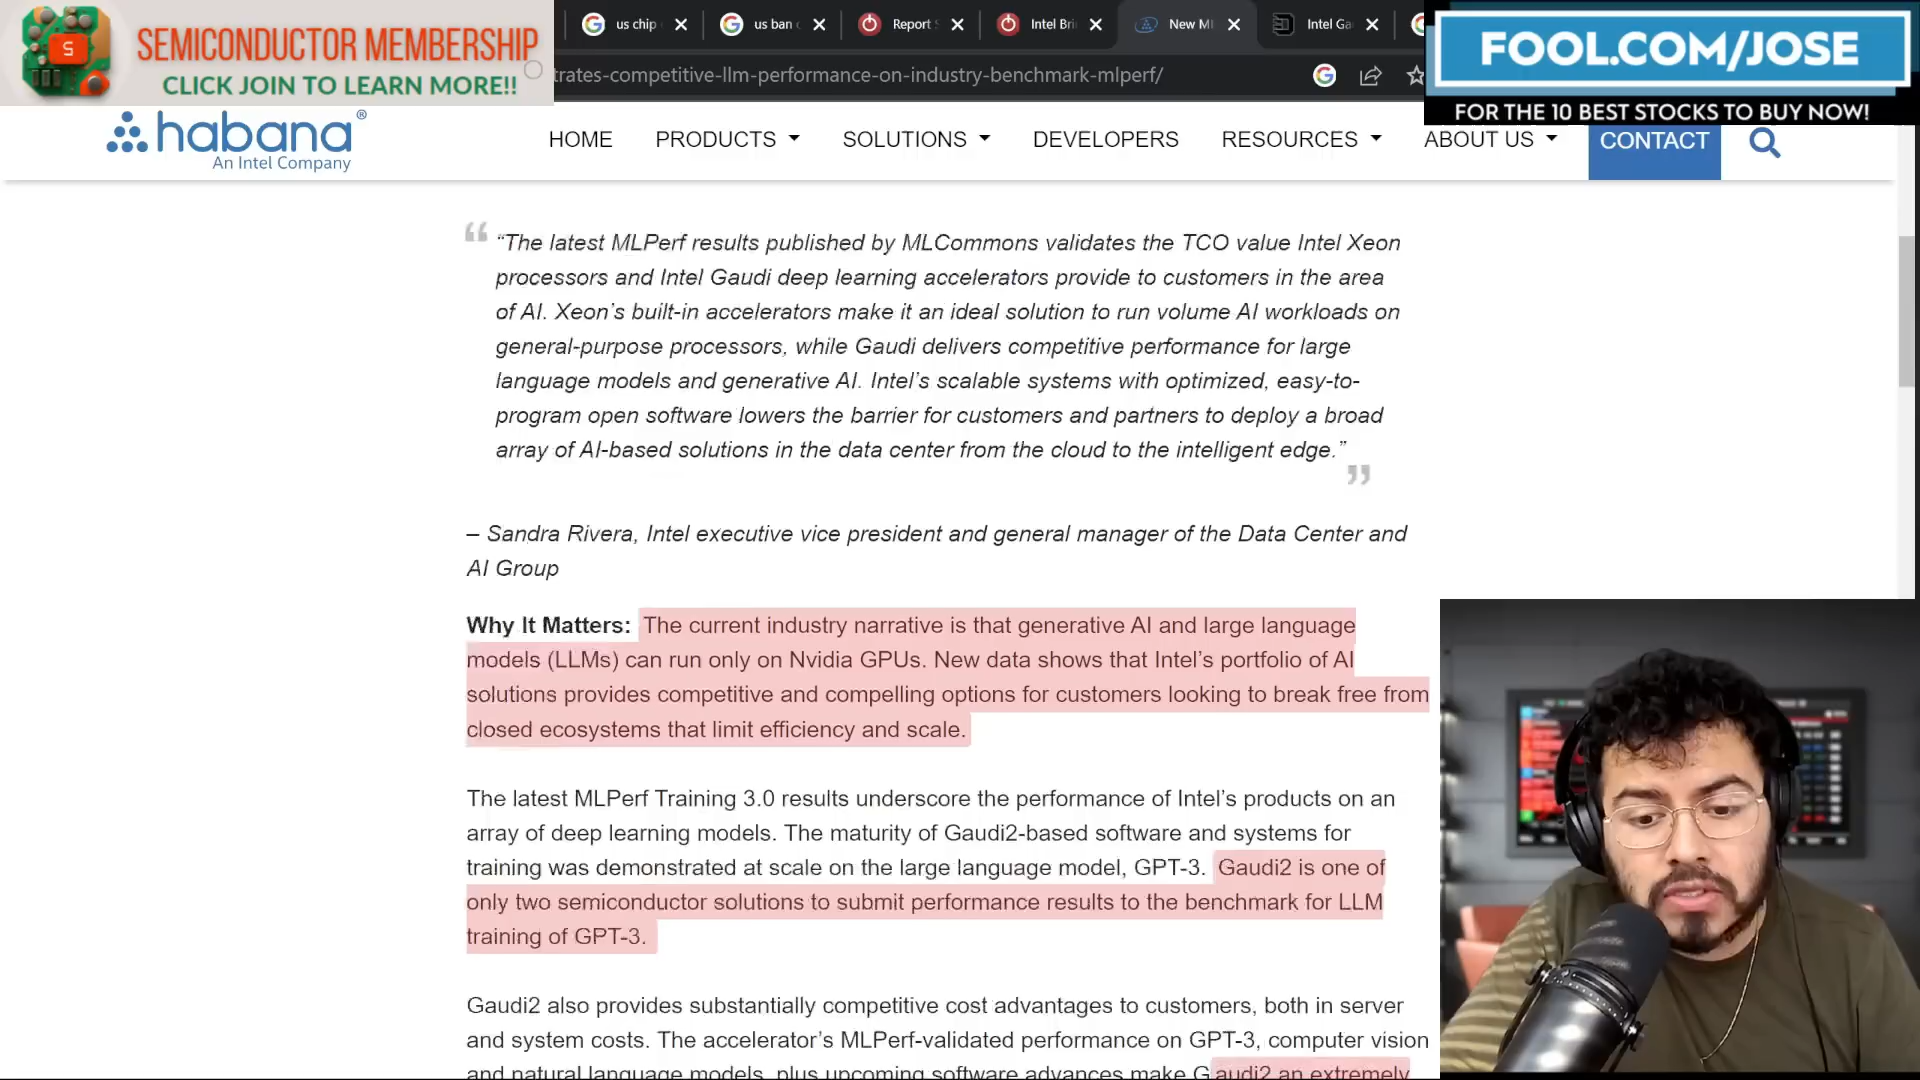 S
SEMICONDUCTOR MEMBERSHIP
CLICK JOIN TO LEARN MORE!!
us chip
us ban
Report
Intel Bri
New MI
Intel Ga
trates-competitive-llm-performance-on-industry-benchmark-mlperf/
FOOL.COM/JOSE
FOR THE 10 BEST STOCKS TO BUY NOW!
habana®
An Intel Company
HOME
PRODUCTS
SOLUTIONS
DEVELOPERS
RESOURCES
ABOUT US
CONTACT
“
“The latest MLPerf results published by MLCommons validates the TCO value Intel Xeon
processors and Intel Gaudi deep learning accelerators provide to customers in the area
of AI. Xeon’s built-in accelerators make it an ideal solution to run volume AI workloads on
general-purpose processors, while Gaudi delivers competitive performance for large
language models and generative AI. Intel’s scalable systems with optimized, easy-to-
program open software lowers the barrier for customers and partners to deploy a broad
array of AI-based solutions in the data center from the cloud to the intelligent edge.”
”
– Sandra Rivera, Intel executive vice president and general manager of the Data Center and
AI Group
Why It Matters: The current industry narrative is that generative AI and large language
models (LLMs) can run only on Nvidia GPUs. New data shows that Intel’s portfolio of AI
solutions provides competitive and compelling options for customers looking to break free from
closed ecosystems that limit efficiency and scale.
The latest MLPerf Training 3.0 results underscore the performance of Intel’s products on an
array of deep learning models. The maturity of Gaudi2-based software and systems for
training was demonstrated at scale on the large language model, GPT-3. Gaudi2 is one of
only two semiconductor solutions to submit performance results to the benchmark for LLM
training of GPT-3.
Gaudi2 also provides substantially competitive cost advantages to customers, both in server
and system costs. The accelerator’s MLPerf-validated performance on GPT-3, computer vision
and natural language models, plus upcoming software advances make Gaudi2 an extremely